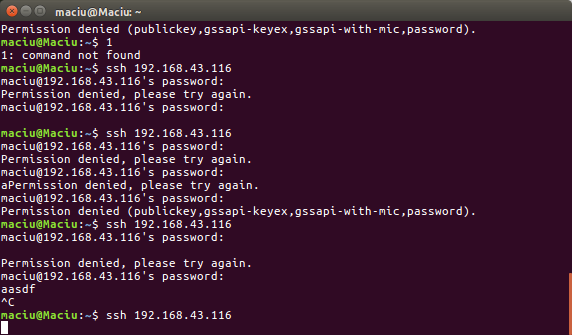 maciu@Maciu: ~
Permission denied (publickey,gssapi-keyex,gssapi-with-mic,password).
maciu@Maciu:~$ 1
1: command not found
maciu@Maciu:~$ ssh 192.168.43.116
maciu@192.168.43.116's password:
Permission denied, please try again.
maciu@192.168.43.116's password:
maciu@Maciu:~$ ssh 192.168.43.116
maciu@192.168.43.116's password:
Permission denied, please try again.
maciu@192.168.43.116's password:
aPermission denied, please try again.
maciu@192.168.43.116's password:
Permission denied (publickey,gssapi-keyex,gssapi-with-mic,password).
maciu@Maciu:~$ ssh 192.168.43.116
maciu@192.168.43.116's password:
Permission denied, please try again.
maciu@192.168.43.116's password:
aasdf
^C
maciu@Maciu:~$ ssh 192.168.43.116